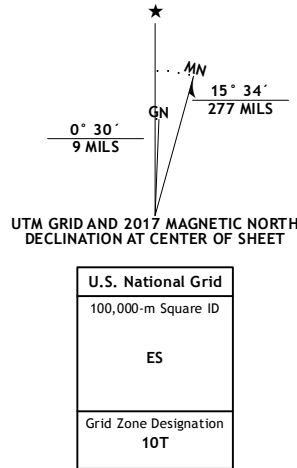 ★
MN
GN
15° 34´
277 MILS
0° 30´
9 MILS
UTM GRID AND 2017 MAGNETIC NORTH
DECLINATION AT CENTER OF SHEET
U.S. National Grid
100,000-m Square ID
ES
Grid Zone Designation
10T